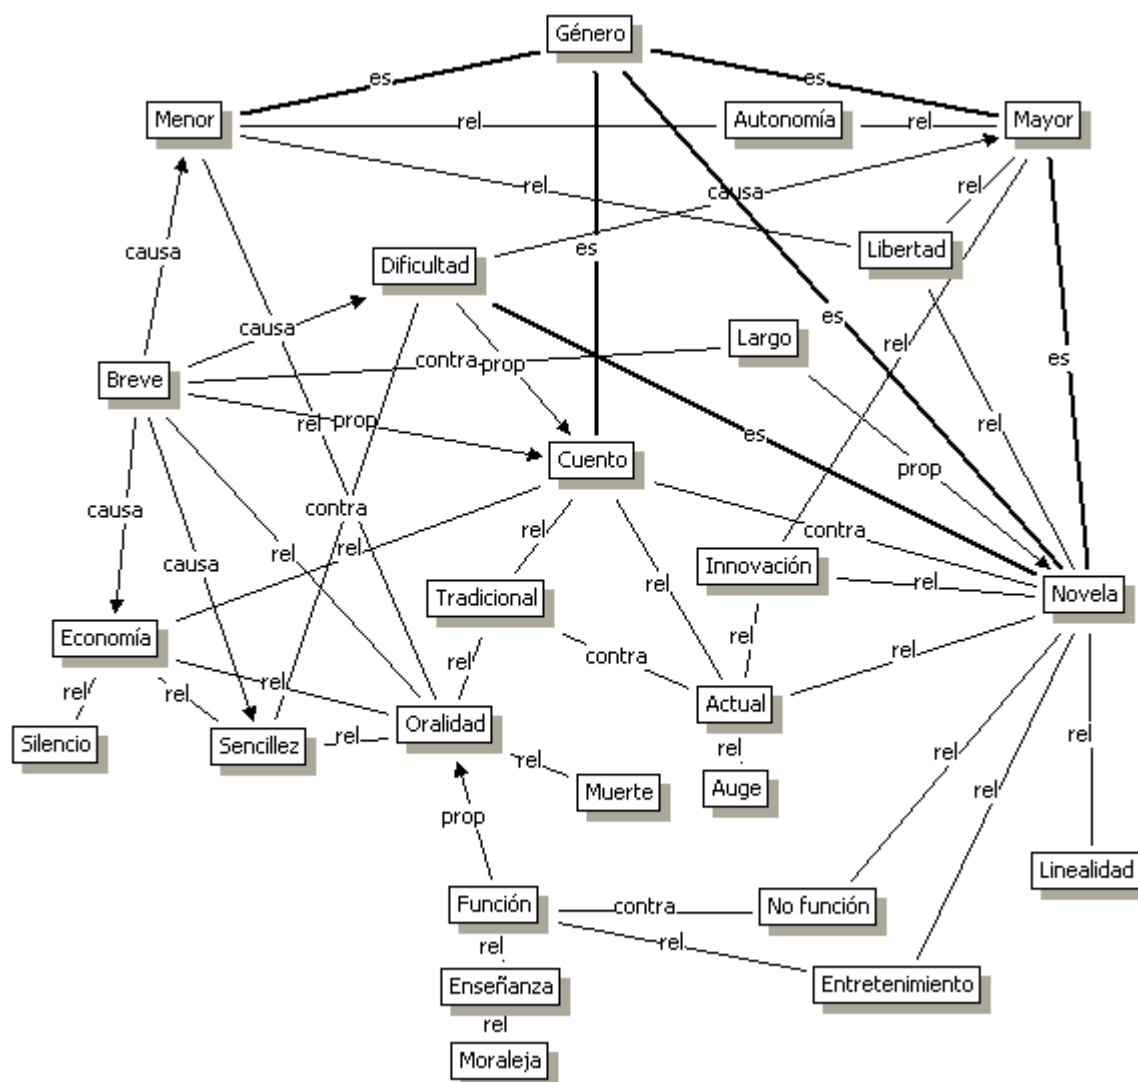 Género
es
es
Menor
rel
Autonomía
rel
Mayor
rel
causa
rel
causa
es
Dificultad
Libertad
causa
es
Largo
rel
Breve
contra
prop
es
rel
prop
es
rel
Cuento
prop
causa
contra
rel
rel
contra
causa
rel
Innovación
rel
Tradicional
rel
Novela
Economía
rel
contra
rel
rel
rel
rel
rel
Actual
Silencio
Sencillez
rel
Oralidad
rel
rel
rel
rel
Muerte
Auge
prop
rel
Linealidad
Función
contra
No función
rel
rel
Enseñanza
Entretenimiento
rel
Moraleja